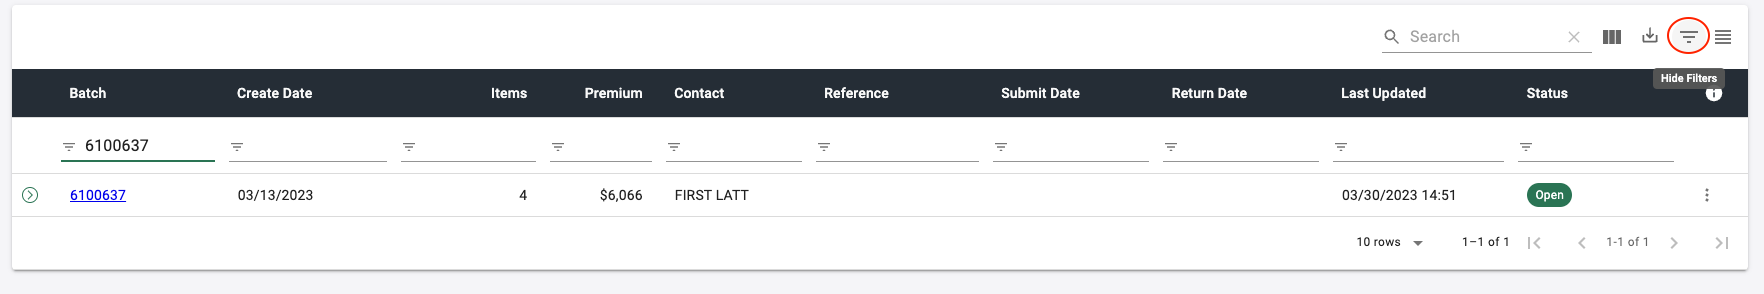 Search
Hide Filters
Batch Create Date Items Premium Contact Reference Submit Date Return Date Last Updated Status
6100637
6100637 03/13/2023 4 $6,066 FIRST LATT 03/30/2023 14:51 Open
10 rows 1–1 of 1 1-1 of 1